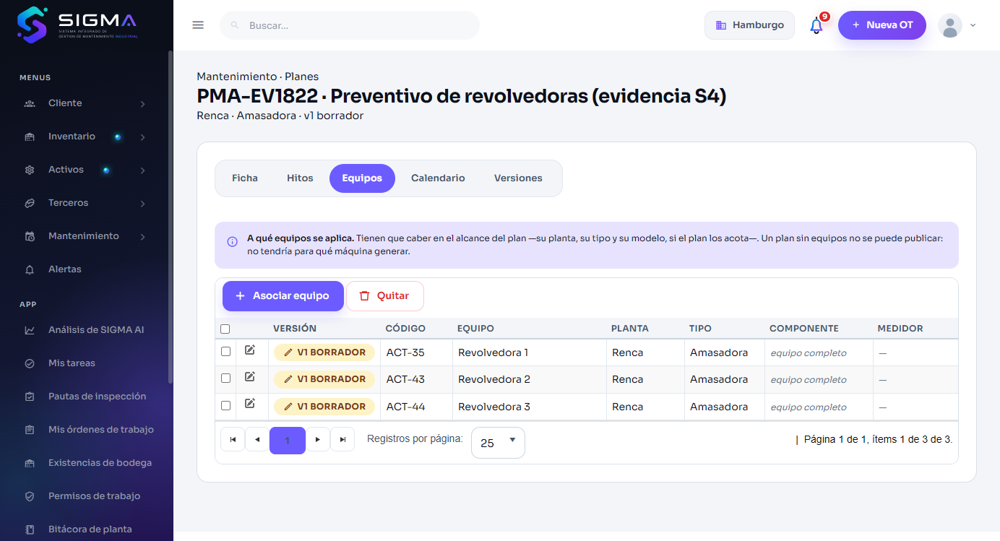 SIGMA
SISTEMA INTEGRADO DE
GESTION DE MANTENIMIENTO INDUSTRIAL
Buscar...
Hamburgo
9
+ Nueva OT
MENUS
Cliente
Inventario
Activos
Terceros
Mantenimiento
Alertas
APP
Análisis de SIGMA AI
Mis tareas
Pautas de inspección
Mis órdenes de trabajo
Existencias de bodega
Permisos de trabajo
Bitácora de planta
Mantenimiento · Planes
PMA-EV1822 · Preventivo de revolvedoras (evidencia S4)
Renca · Amasadora · v1 borrador
Ficha Hitos Equipos Calendario Versiones
A qué equipos se aplica. Tienen que caber en el alcance del plan —su planta, su tipo y su modelo, si el plan los acota—. Un plan sin equipos no se puede publicar:
no tendría para qué máquina generar.
+ Asociar equipo Quitar
VERSIÓN CÓDIGO EQUIPO PLANTA TIPO COMPONENTE MEDIDOR
V1 BORRADOR ACT-35 Revolvedora 1 Renca Amasadora equipo completo —
V1 BORRADOR ACT-43 Revolvedora 2 Renca Amasadora equipo completo —
V1 BORRADOR ACT-44 Revolvedora 3 Renca Amasadora equipo completo —
1 Registros por página: 25 | Página 1 de 1, ítems 1 de 3 de 3.